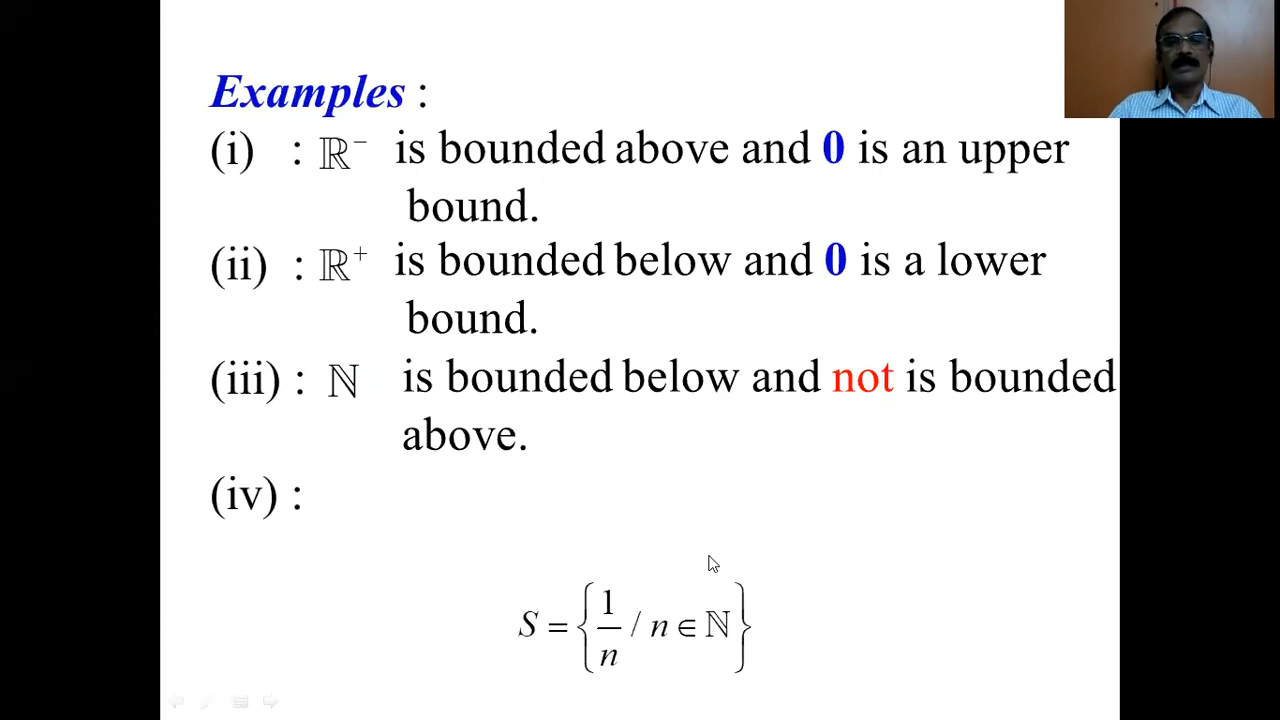 Examples :
(i) : ℝ⁻ is bounded above and 0 is an upper
bound.
(ii) : ℝ⁺ is bounded below and 0 is a lower
bound.
(iii) : ℕ is bounded below and not is bounded
above.
(iv) :
S = { 1/n / n ∈ ℕ }